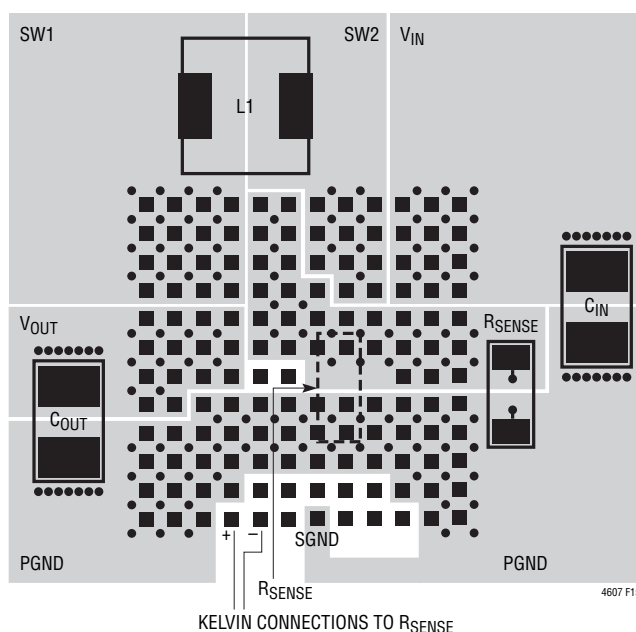 SW1
SW2
VIN
L1
VOUT
RSENSE
CIN
COUT
+
–
SGND
PGND
PGND
RSENSE
4607 F1
KELVIN CONNECTIONS TO RSENSE